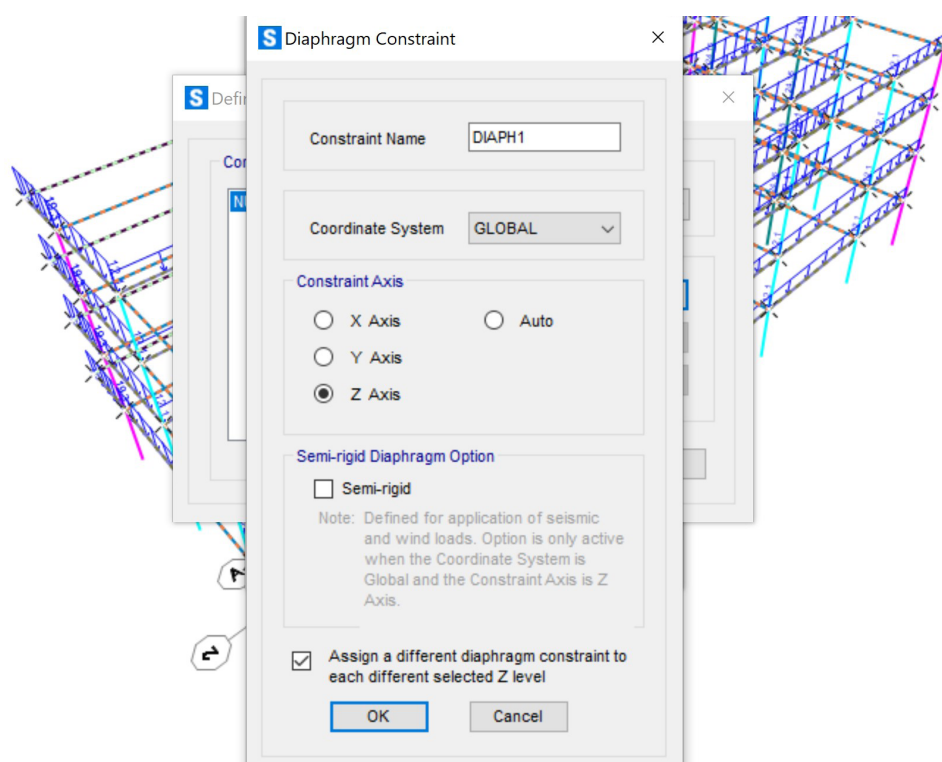 S Diaphragm Constraint
S Defin
Constraint Name DIAPH1
Cor
Coordinate System GLOBAL
Constraint Axis
X Axis Auto
Y Axis
Z Axis
Semi-rigid Diaphragm Option
Semi-rigid
Note: Defined for application of seismic
and wind loads. Option is only active
when the Coordinate System is
Global and the Constraint Axis is Z
Axis.
Assign a different diaphragm constraint to
each different selected Z level
OK Cancel